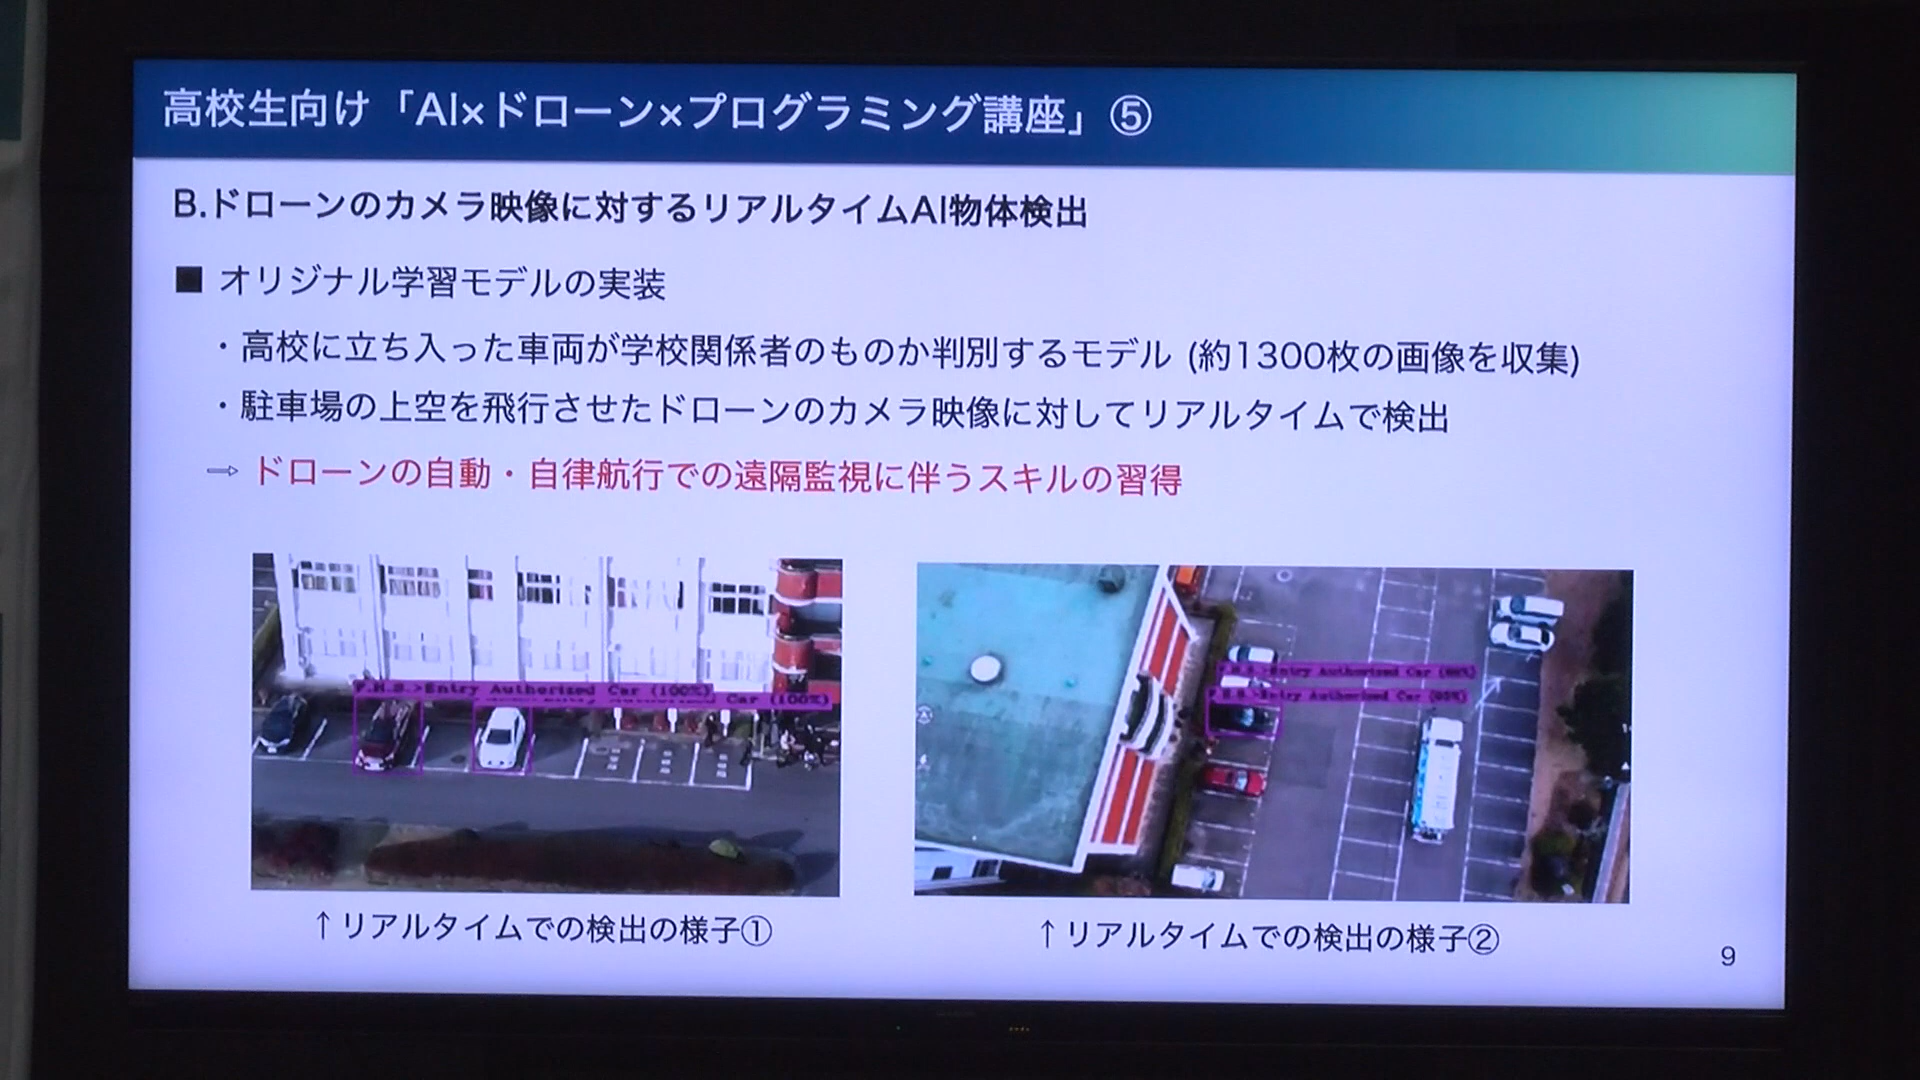 高校生向け「AI×ドローン×プログラミング講座」⑤
B.ドローンのカメラ映像に対するリアルタイムAI物体検出
■ オリジナル学習モデルの実装
・高校に立ち入った車両が学校関係者のものか判別するモデル (約1300枚の画像を収集)
・駐車場の上空を飛行させたドローンのカメラ映像に対してリアルタイムで検出
⇒ ドローンの自動・自律航行での遠隔監視に伴うスキルの習得
F.H.S.>Entry Authorized Car (100%)
Car (100%)
Entry Authorized Car
Entry Authorized Car
↑リアルタイムでの検出の様子①
↑リアルタイムでの検出の様子②
9